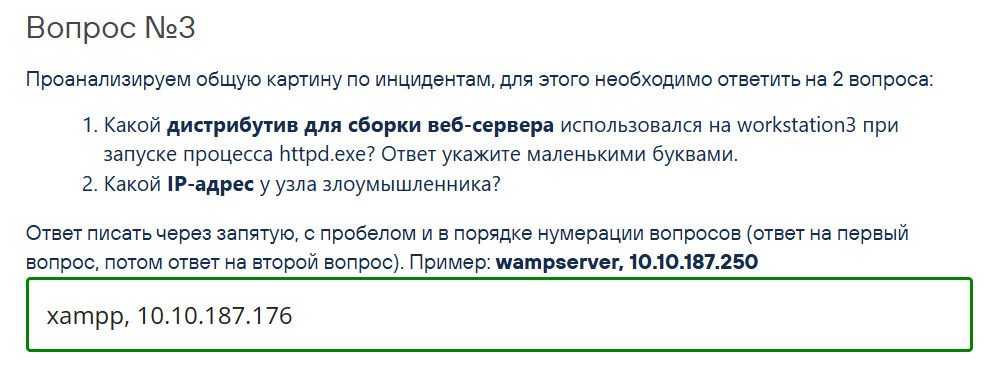 Вопрос №3
Проанализируем общую картину по инцидентам, для этого необходимо ответить на 2 вопроса:
1. Какой дистрибутив для сборки веб-сервера использовался на workstation3 при
запуске процесса httpd.exe? Ответ укажите маленькими буквами.
2. Какой IP-адрес у узла злоумышленника?
Ответ писать через запятую, с пробелом и в порядке нумерации вопросов (ответ на первый
вопрос, потом ответ на второй вопрос). Пример: wampserver, 10.10.187.250
xampp, 10.10.187.176